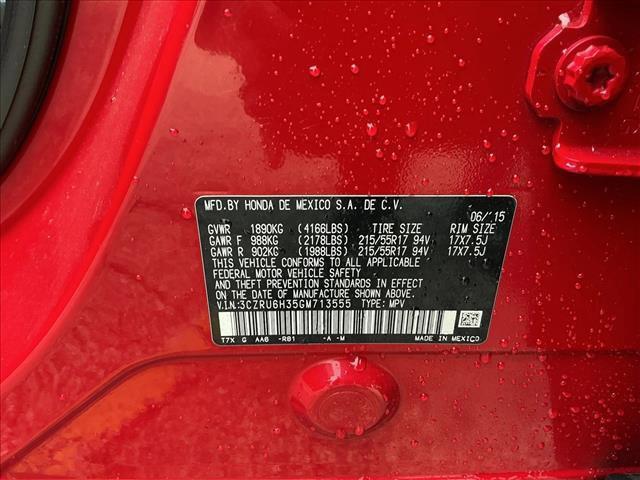 MFD.BY HONDA DE MEXICO S.A. DE C.V.
06/'15
GVWR 1890KG (4166LBS) TIRE SIZE RIM SIZE
GAWR F 988KG (2178LBS) 215/55R17 94V 17X7.5J
GAWR R 902KG (1988LBS) 215/55R17 94V 17X7.5J
THIS VEHICLE CONFORMS TO ALL APPLICABLE
FEDERAL MOTOR VEHICLE SAFETY
AND THEFT PREVENTION STANDARDS IN EFFECT
ON THE DATE OF MANUFACTURE SHOWN ABOVE.
V.I.N:3CZRU6H35GM713555 TYPE: MPV
T7X G AA6 -R81 -A -M MADE IN MEXICO